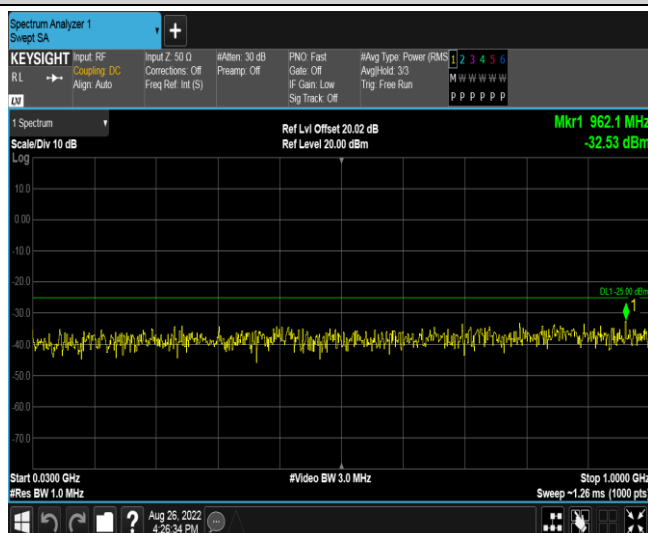 Spectrum Analyzer 1
Swept SA
+
KEYSIGHT
RL
Input: RF
Coupling: DC
Align: Auto
Input Z: 50 Ω
Corrections: Off
Freq Ref: Int (S)
#Atten: 30 dB
Preamp: Off
PNO: Fast
Gate: Off
IF Gain: Low
Sig Track: Off
#Avg Type: Power (RMS
Avg|Hold: 3/3
Trig: Free Run
1 2 3 4 5 6
M W W W W W
P P P P P P
LXI
1 Spectrum
Scale/Div 10 dB
Ref Lvl Offset 20.02 dB
Ref Level 20.00 dBm
Mkr1 962.1 MHz
-32.53 dBm
Log
10.0
0.00
-10.0
-20.0
DL1 -25.00 dBm
1
-30.0
-40.0
-50.0
-60.0
-70.0
Start 0.0300 GHz
#Video BW 3.0 MHz
Stop 1.0000 GHz
#Res BW 1.0 MHz
Sweep ~1.26 ms (1000 pts)
?
Aug 26, 2022
4:26:34 PM